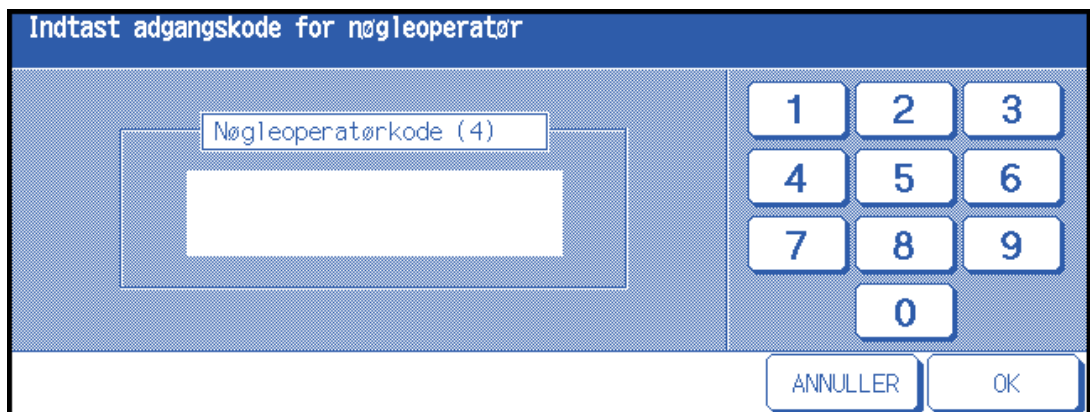 Indtast adgangskode for nøgleoperatør
Nøgleoperatørkode (4)
1 2 3
4 5 6
7 8 9
0
ANNULLER OK